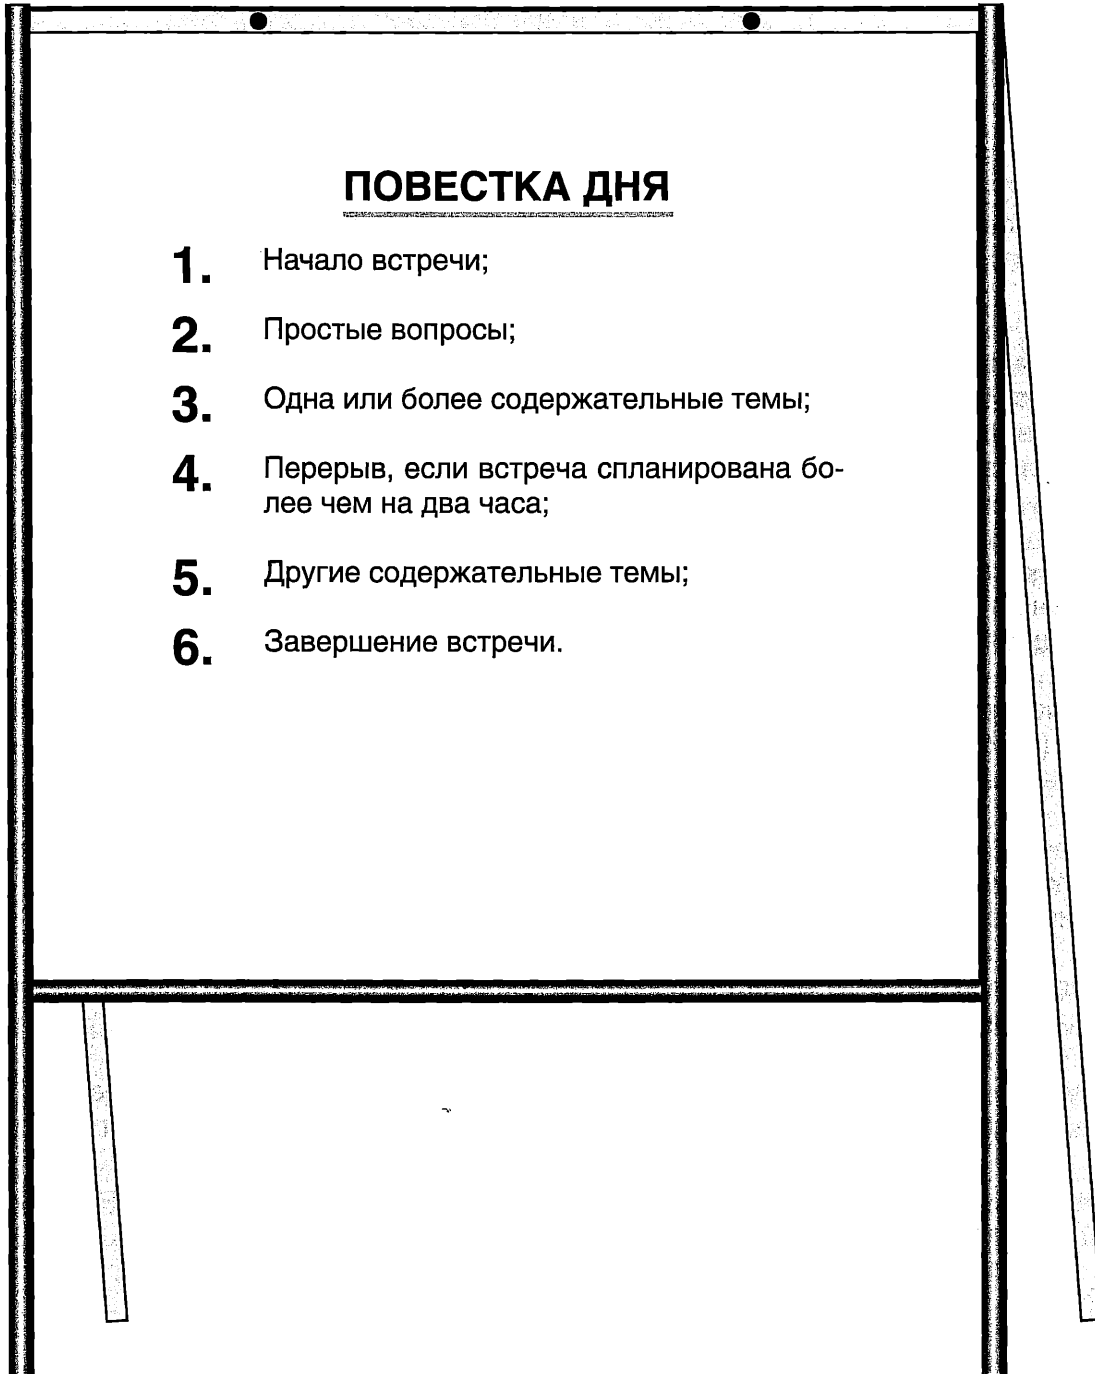 ПОВЕСТКА ДНЯ
1. Начало встречи;
2. Простые вопросы;
3. Одна или более содержательные темы;
4. Перерыв, если встреча спланирована бо-
лее чем на два часа;
5. Другие содержательные темы;
6. Завершение встречи.